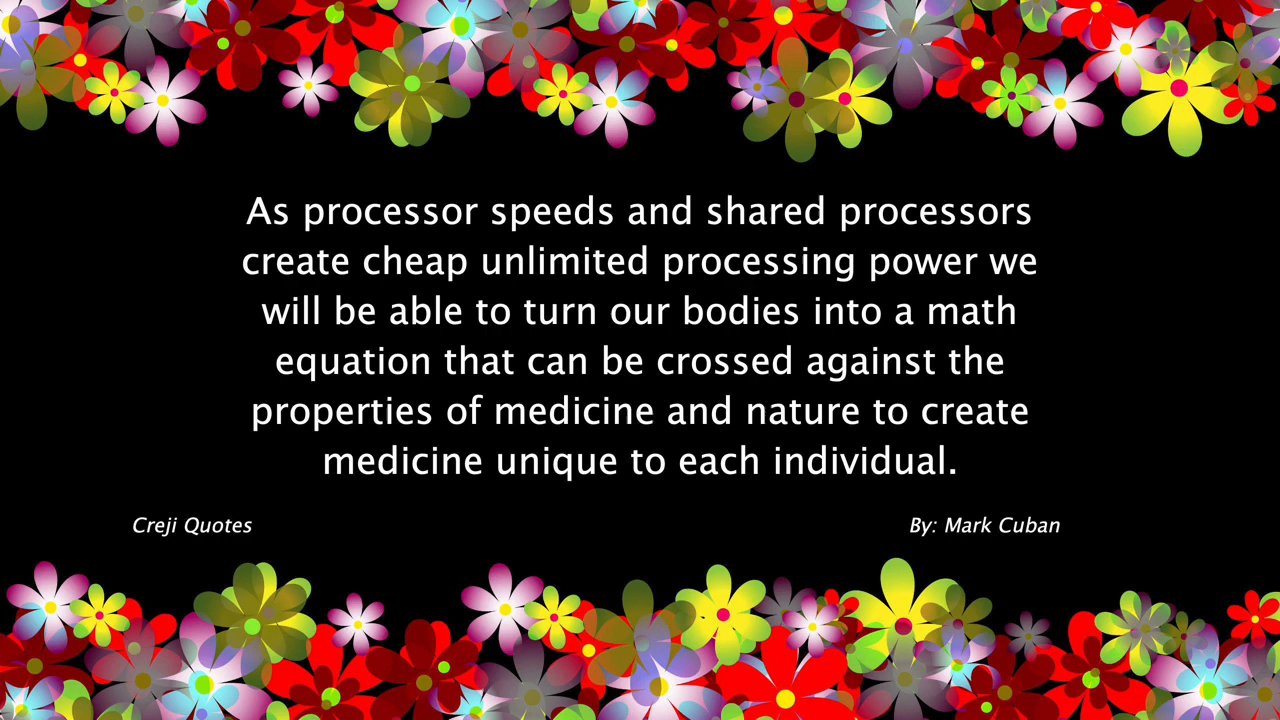 As processor speeds and shared processors
create cheap unlimited processing power we
will be able to turn our bodies into a math
equation that can be crossed against the
properties of medicine and nature to create
medicine unique to each individual.
Creji Quotes
By: Mark Cuban